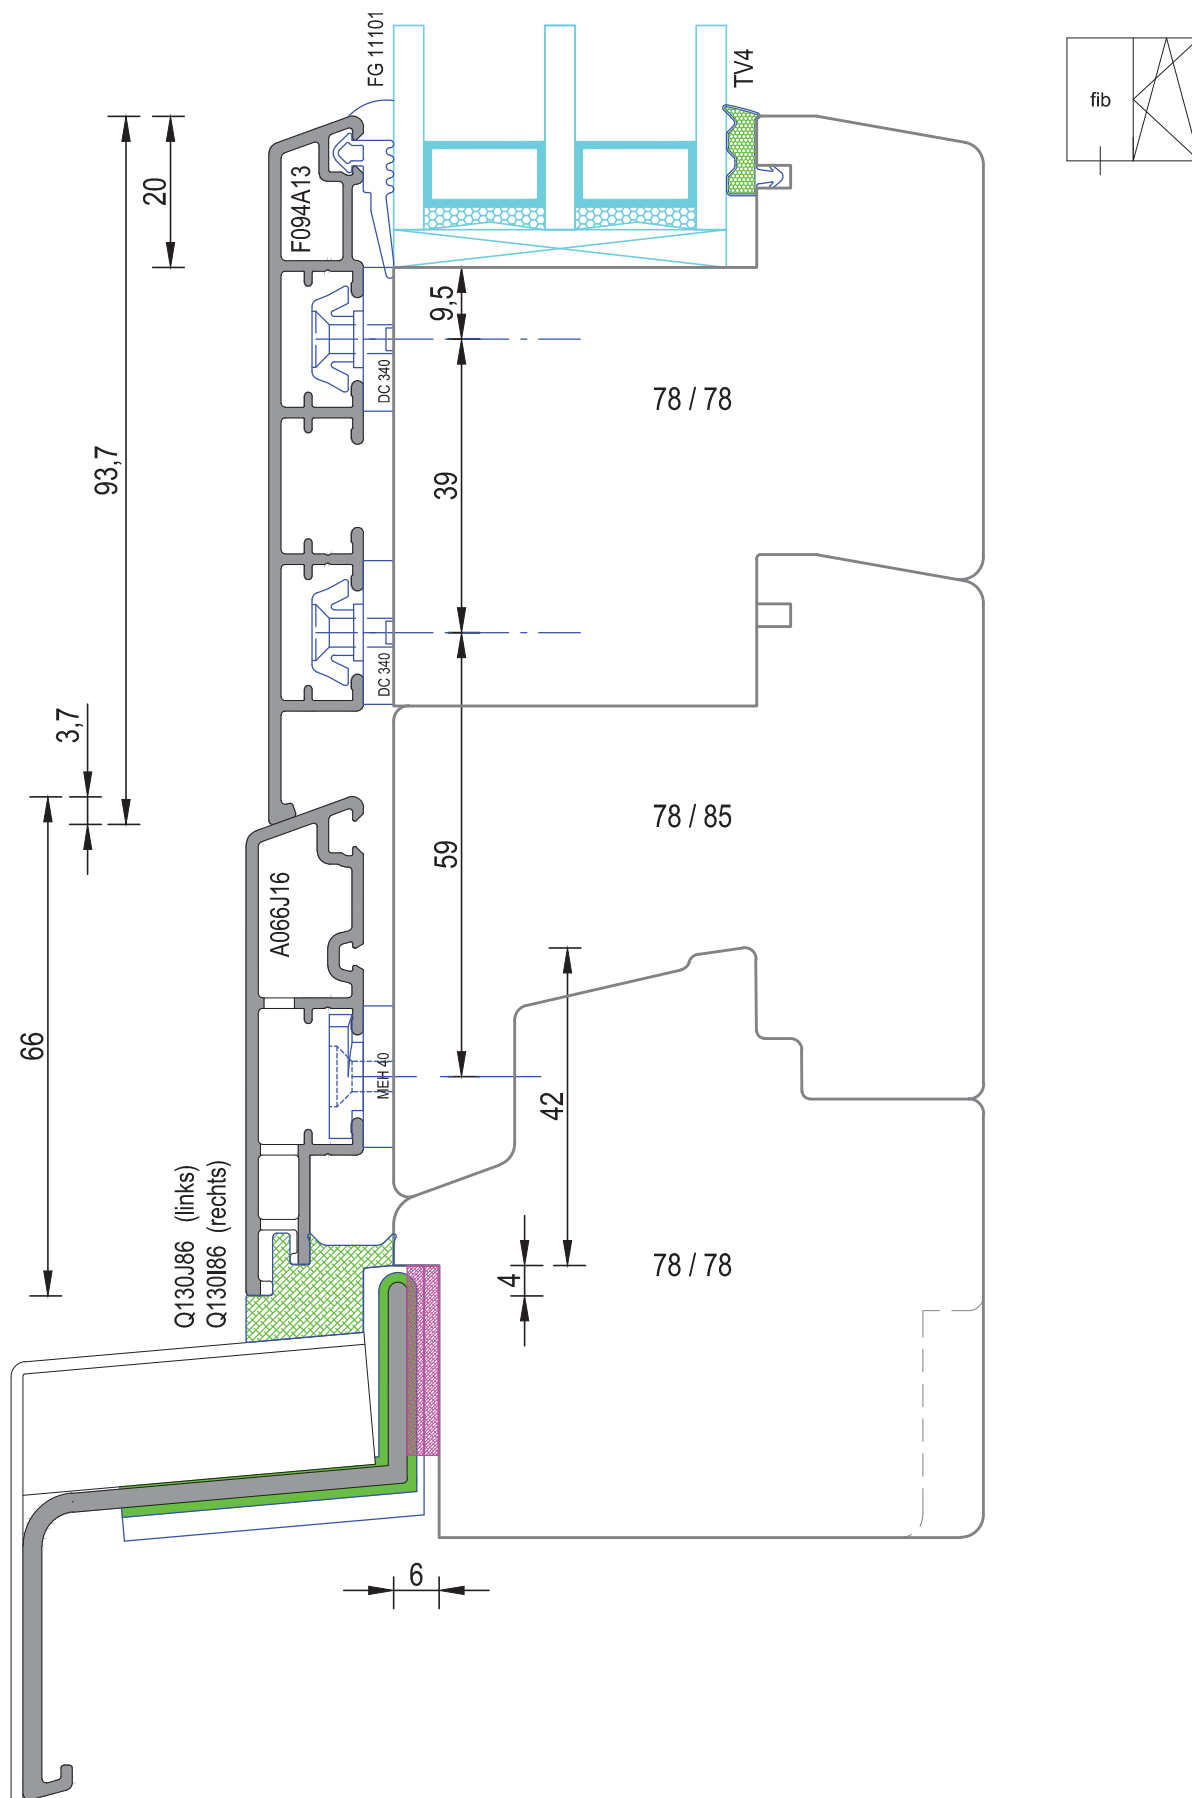 FG 11101
TV4
fib
20
F094A13
9,5
DC 340
78 / 78
93,7
39
DC 340
3,7
78 / 85
59
A066J16
66
MEH 40
42
Q130J86 (links)
Q130I86 (rechts)
4
78 / 78
6